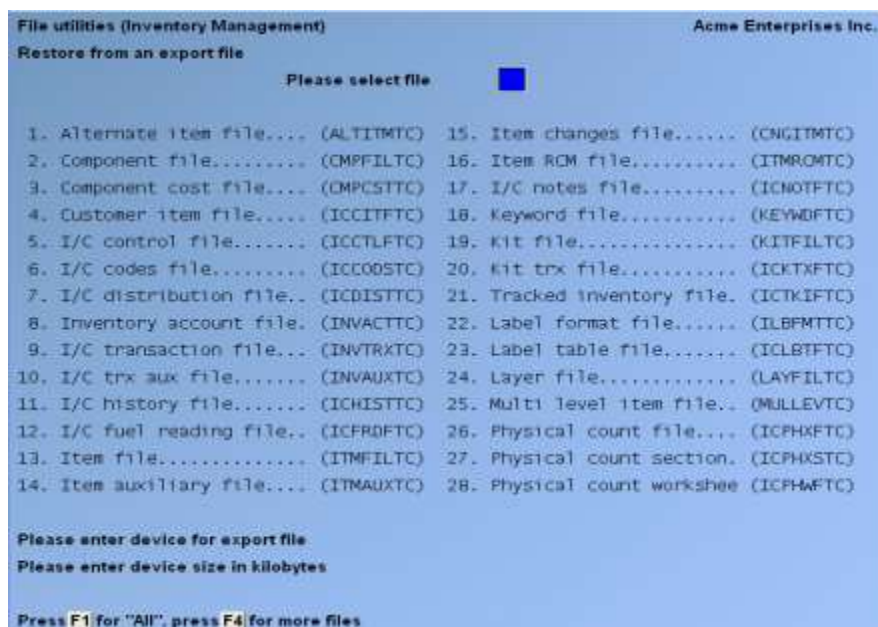 File utilities (Inventory Management) Acme Enterprises Inc.
Restore from an export file
Please select file
1. Alternate item file.... (ALTITMTC) 15. Item changes file....... (CNGITMTC)
2. Component file......... (CMPFILTC) 16. Item RCM file........... (ITMRCMTC)
3. Component cost file.... (CMPCSTTC) 17. I/C notes file.......... (ICNOTFTC)
4. Customer item file..... (ICCITFTC) 18. Keyword file........... (KEYWDFTC)
5. I/C control file....... (ICCTLFTC) 19. Kit file............... (KITFILTC)
6. I/C codes file......... (ICCODSTC) 20. Kit trx file........... (ICKTXFTC)
7. I/C distribution file.. (ICDISTTC) 21. Tracked inventory file. (ICTKIFTC)
8. Inventory account file. (INVACTTC) 22. Label format file...... (ILBFMTTC)
9. I/C transaction file... (INVTRXTC) 23. Label table file....... (ICLBTFTC)
10. I/C trx aux file....... (INVAUXTC) 24. Layer file............. (LAYFILTC)
11. I/C history file....... (ICHISTTC) 25. Multi level item file.. (MULLEVTC)
12. I/C fuel reading file.. (ICFRDFTC) 26. Physical count file.... (ICPHXFTC)
13. Item file.............. (ITMFILTC) 27. Physical count section. (ICPHXSTC)
14. Item auxiliary file.... (ITMAUXTC) 28. Physical count workshee (ICPHWFTC)
Please enter device for export file
Please enter device size in kilobytes
Press F1 for "All", press F4 for more files